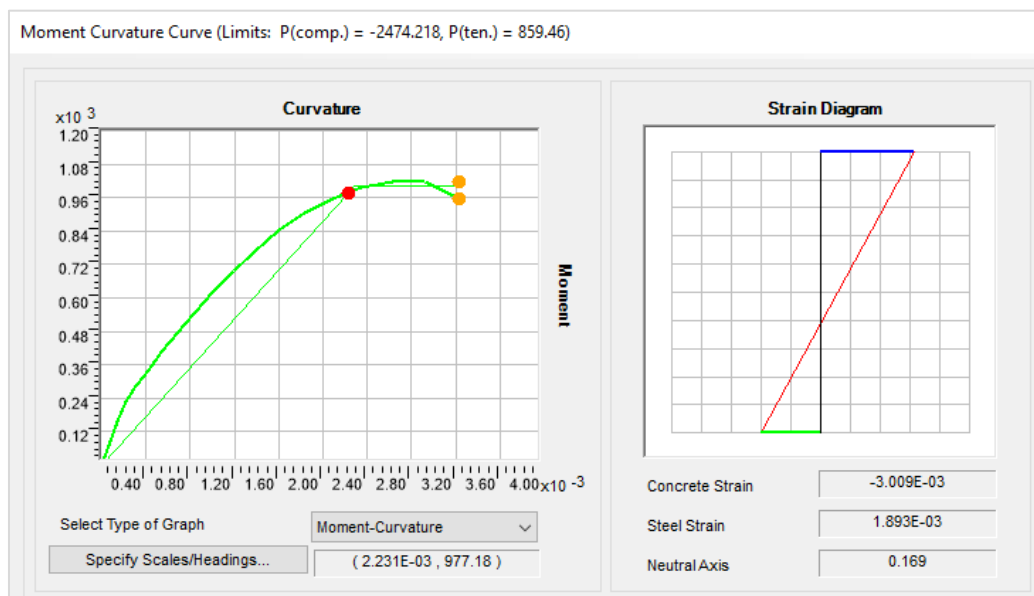 Moment Curvature Curve (Limits:  P(comp.) = -2474.218, P(ten.) = 859.46)
Curvature
x10 3
1.20
1.08
0.96
0.84
0.72
0.60
0.48
0.36
0.24
0.12
0.40 0.80 1.20 1.60 2.00 2.40 2.80 3.20 3.60 4.00 x10 -3
Moment
Select Type of Graph
Moment-Curvature
Specify Scales/Headings...
( 2.231E-03 , 977.18 )
Strain Diagram
Concrete Strain
-3.009E-03
Steel Strain
1.893E-03
Neutral Axis
0.169